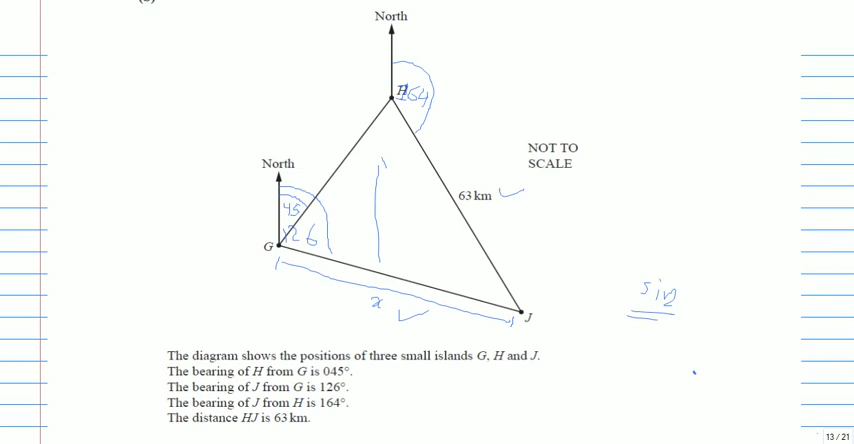 North
H
164
NOT TO
SCALE
North
63 km
45
126
G
sin
x
J
The diagram shows the positions of three small islands G, H and J.
The bearing of H from G is 045°.
The bearing of J from G is 126°.
The bearing of J from H is 164°.
The distance HJ is 63 km.
13 / 21